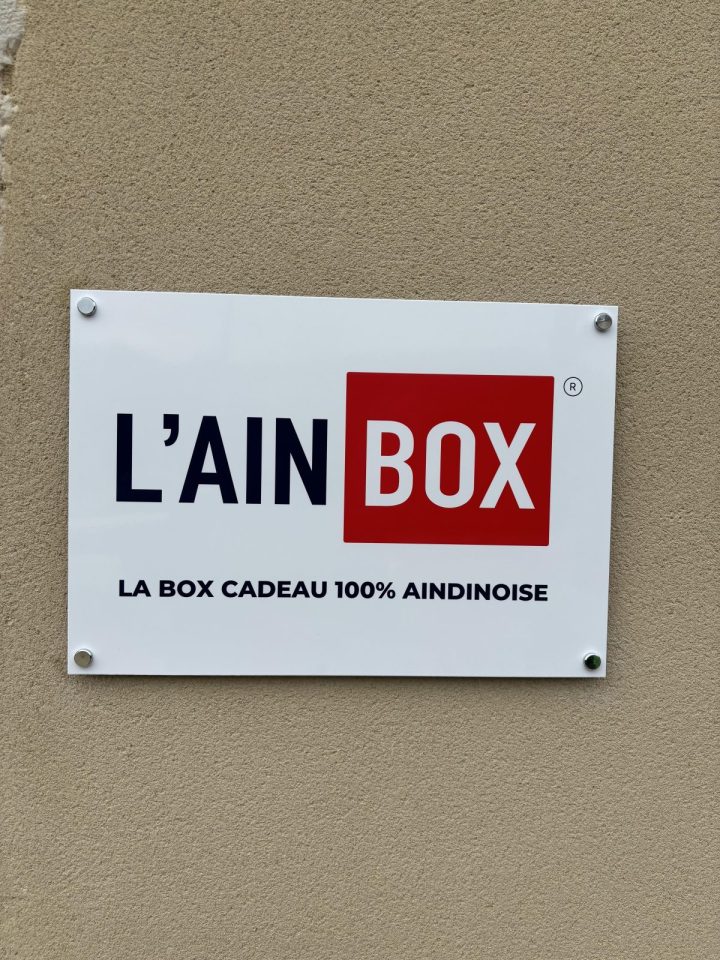 L'AIN BOX ®
LA BOX CADEAU 100% AINDINOISE